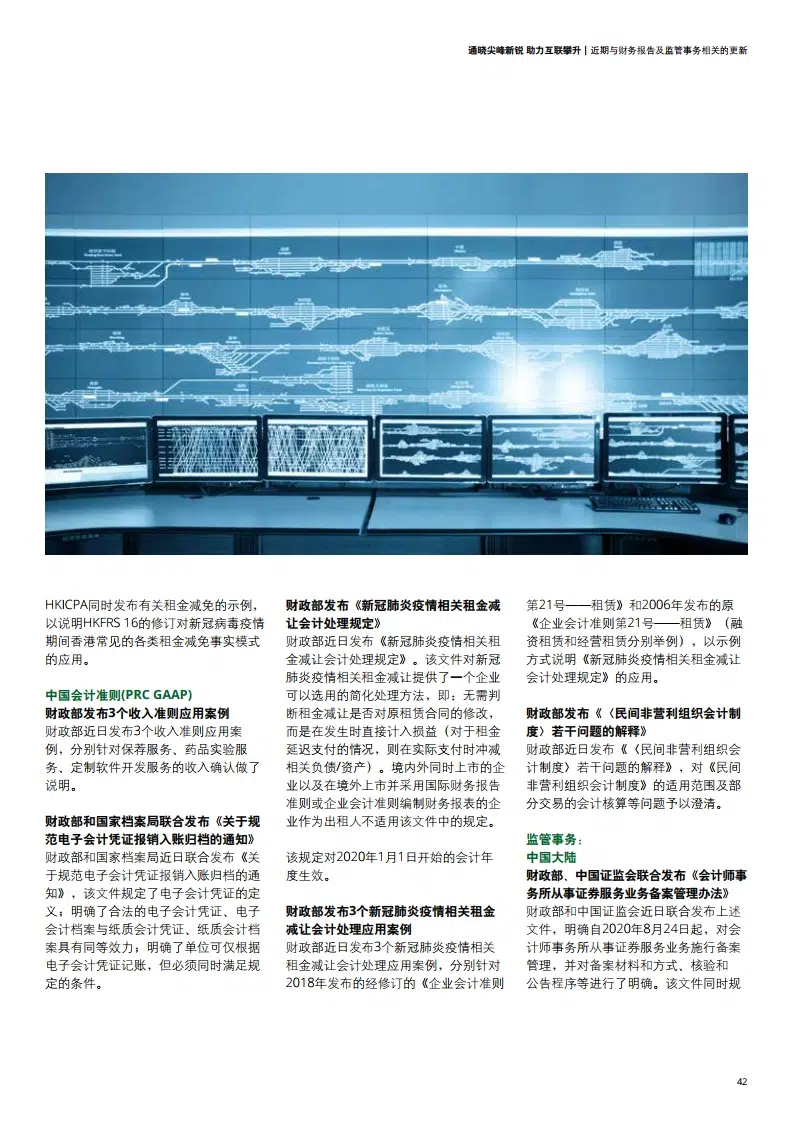 通晓尖峰新锐 助力互联攀升 | 近期与财务报告及监管事务相关的更新
HKICPA同时发布有关租金减免的示例，
以说明HKFRS 16的修订对新冠病毒疫情
期间香港常见的各类租金减免事实模式
的应用。
中国会计准则(PRC GAAP)
财政部发布3个收入准则应用案例
财政部近日发布3个收入准则应用案
例，分别针对保荐服务、药品实验服
务、定制软件开发服务的收入确认做了
说明。
财政部和国家档案局联合发布《关于规
范电子会计凭证报销入账归档的通知》
财政部和国家档案局近日联合发布《关
于规范电子会计凭证报销入账归档的通
知》，该文件规定了电子会计凭证的定
义；明确了合法的电子会计凭证、电子
会计档案与纸质会计凭证、纸质会计档
案具有同等效力；明确了单位可仅根据
电子会计凭证记账，但必须同时满足规
定的条件。
财政部发布《新冠肺炎疫情相关租金减
让会计处理规定》
财政部近日发布《新冠肺炎疫情相关租
金减让会计处理规定》。该文件对新冠
肺炎疫情相关租金减让提供了一个企业
可以选用的简化处理方法，即：无需判
断租金减让是否对原租赁合同的修改，
而是在发生时直接计入损益（对于租金
延迟支付的情况，则在实际支付时冲减
相关负债/资产）。境内外同时上市的企
业以及在境外上市并采用国际财务报告
准则或企业会计准则编制财务报表的企
业作为出租人不适用该文件中的规定。
该规定对2020年1月1日开始的会计年
度生效。
财政部发布3个新冠肺炎疫情相关租金
减让会计处理应用案例
财政部近日发布3个新冠肺炎疫情相关
租金减让会计处理应用案例，分别针对
2018年发布的经修订的《企业会计准则
第21号——租赁》和2006年发布的原
《企业会计准则第21号——租赁》（融
资租赁和经营租赁分别举例），以示例
方式说明《新冠肺炎疫情相关租金减让
会计处理规定》的应用。
财政部发布《〈民间非营利组织会计制
度〉若干问题的解释》
财政部近日发布《〈民间非营利组织会
计制度〉若干问题的解释》，对《民间
非营利组织会计制度》的适用范围及部
分交易的会计核算等问题予以澄清。
监管事务：
中国大陆
财政部、中国证监会联合发布《会计师事
务所从事证券服务业务备案管理办法》
财政部和中国证监会近日联合发布上述
文件，明确自2020年8月24日起，对会
计师事务所从事证券服务业务施行备案
管理，并对备案材料和方式、核验和
公告程序等进行了明确。该文件同时规
42